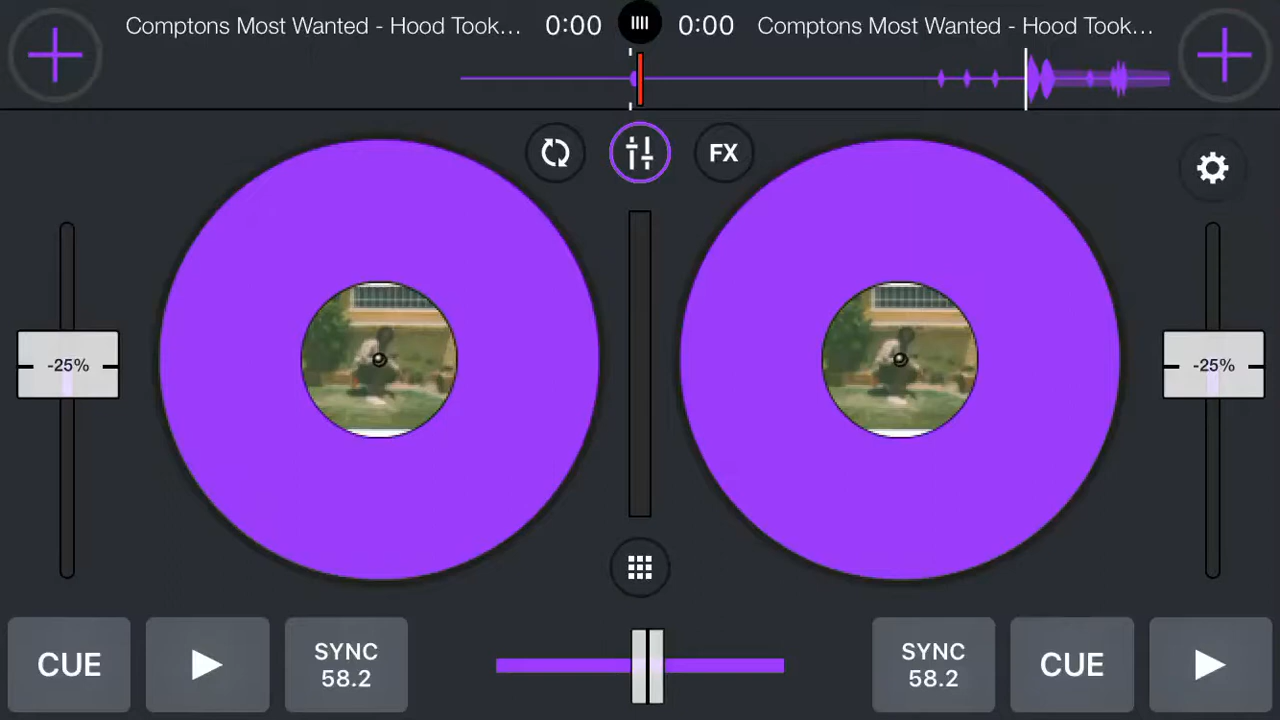 Comptons Most Wanted - Hood Took... 0:00 0:00 Comptons Most Wanted - Hood Took...
FX
-25% -25%
CUE SYNC 58.2 SYNC 58.2 CUE